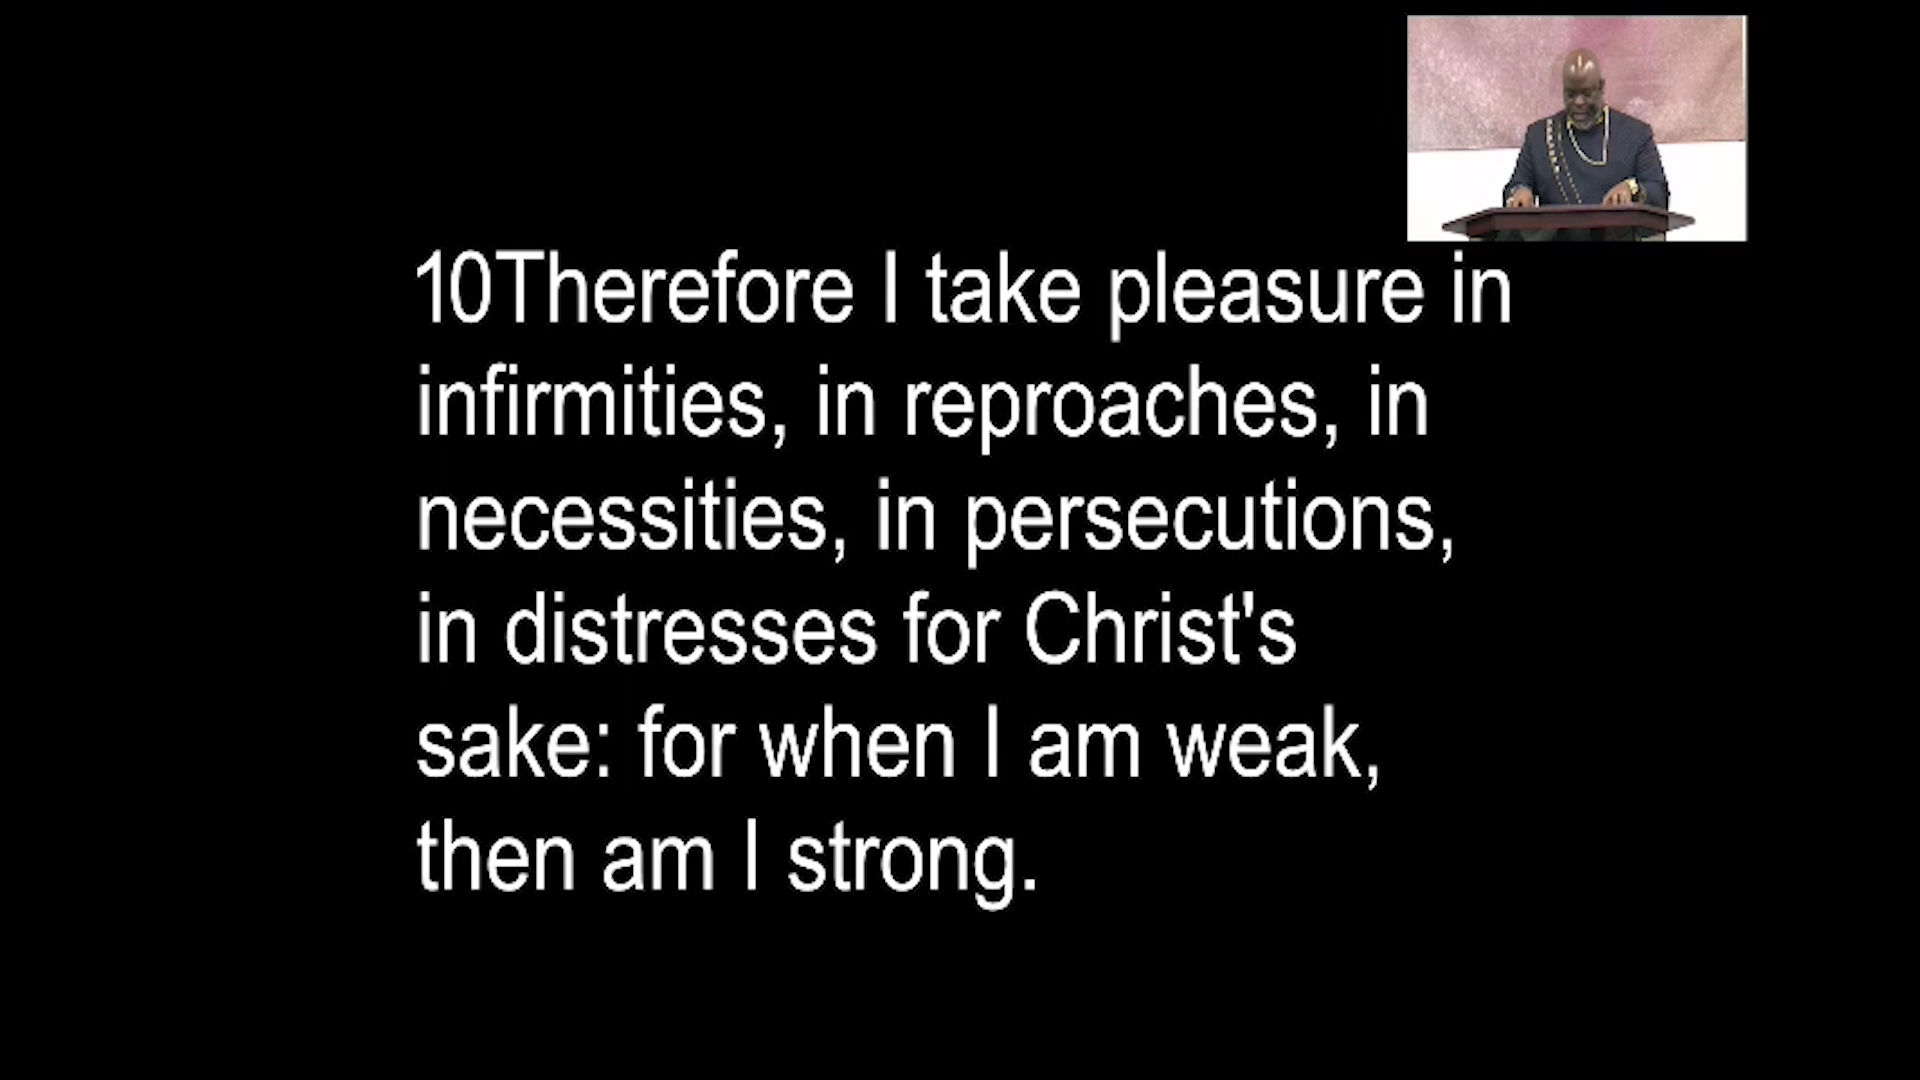 10Therefore I take pleasure in
infirmities, in reproaches, in
necessities, in persecutions,
in distresses for Christ's
sake: for when I am weak,
then am I strong.